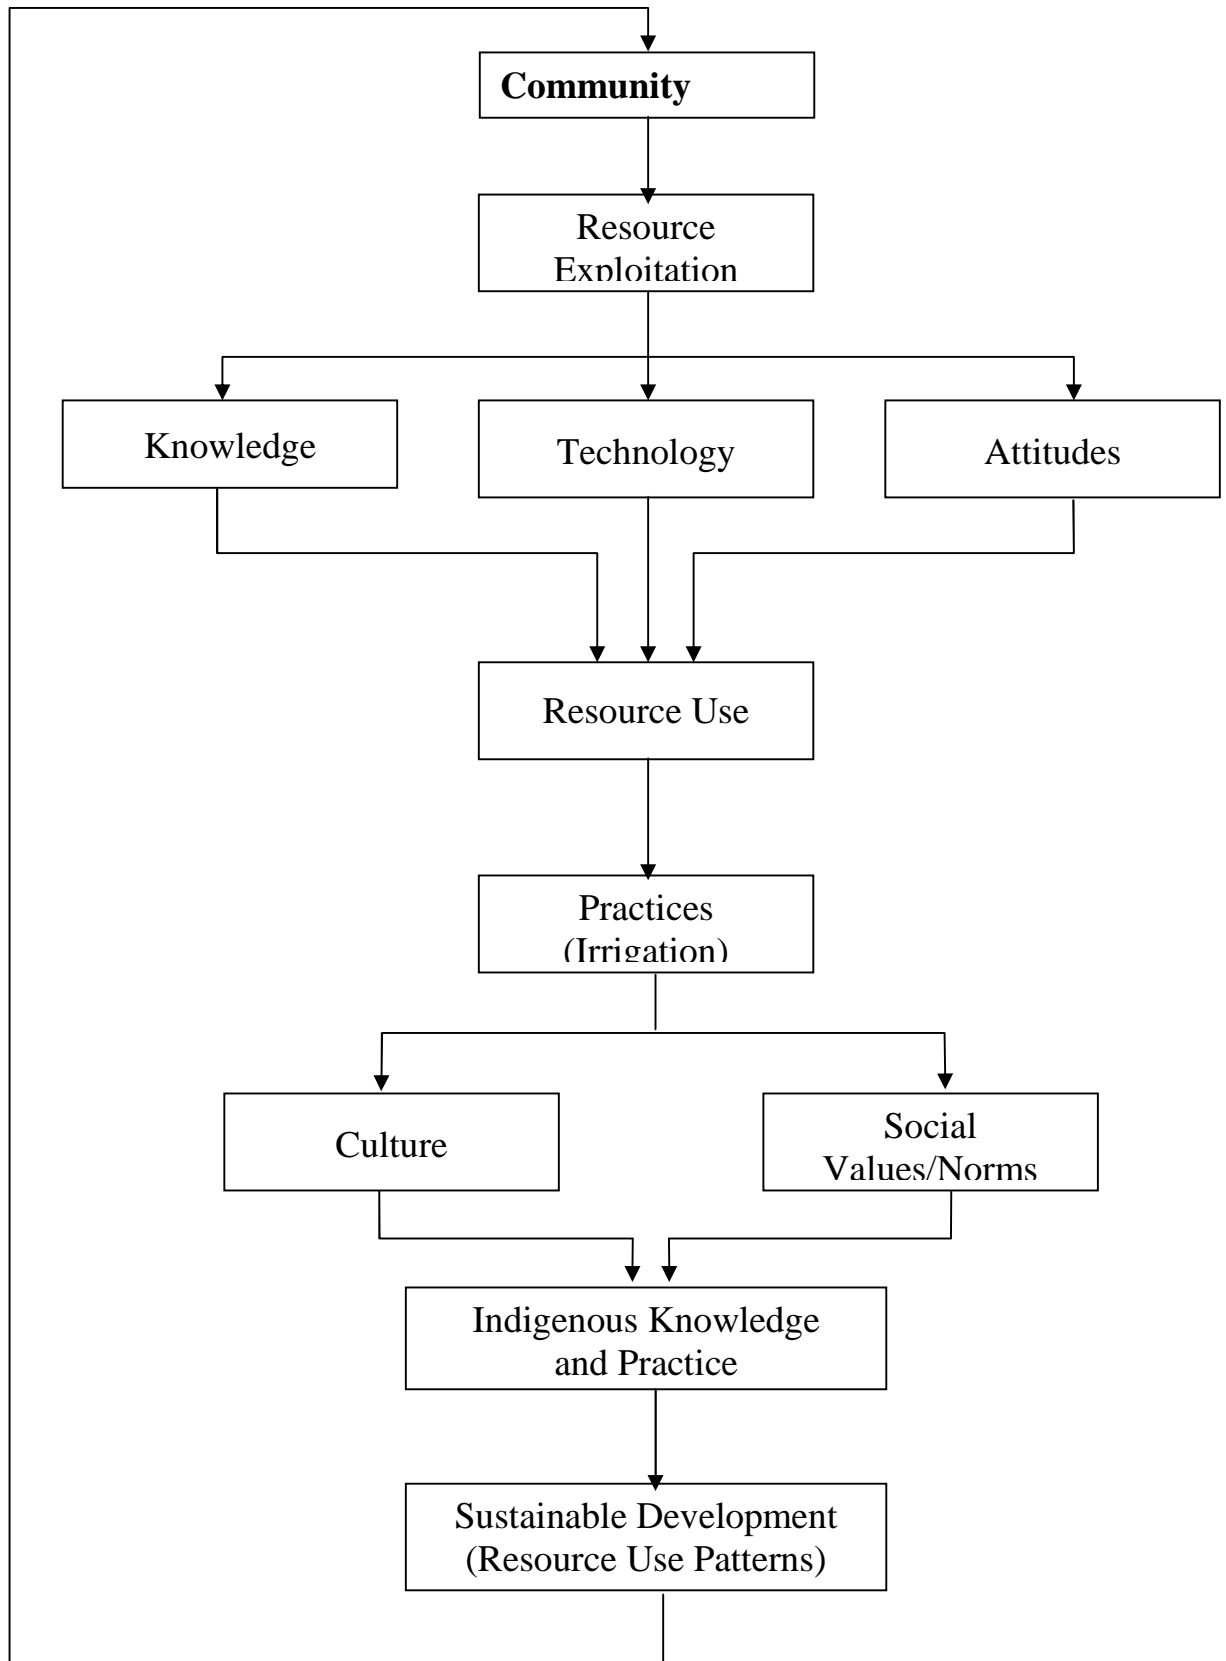 Community
Resource
Exploitation
Knowledge
Technology
Attitudes
Resource Use
Practices
(Irrigation)
Culture
Social
Values/Norms
Indigenous Knowledge
and Practice
Sustainable Development
(Resource Use Patterns)